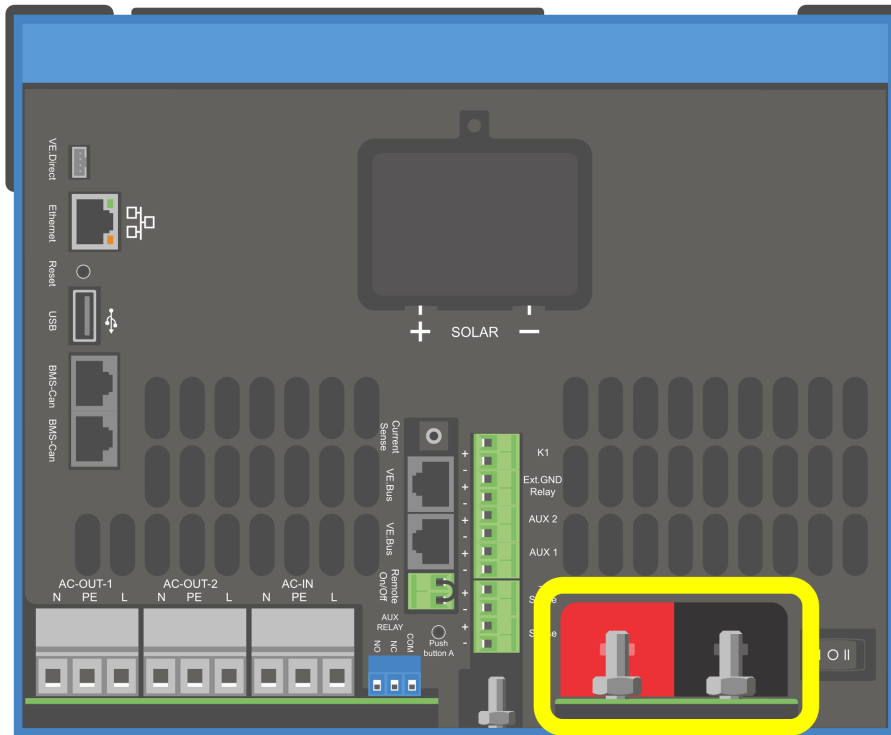 VE.Direct
Ethernet
Reset
USB
BMS-Can
BMS-Can
+ SOLAR −
Current
Sense
VE.Bus
VE.Bus
Remote
On/Off
+
-
+
-
+
-
+
-
+
-
+
-
K1
Ext.GND
Relay
AUX 2
AUX 1
AC-OUT-1
N PE L
AC-OUT-2
N PE L
AC-IN
N PE L
AUX
RELAY
NO
NC
COM
Push
button A
I O II